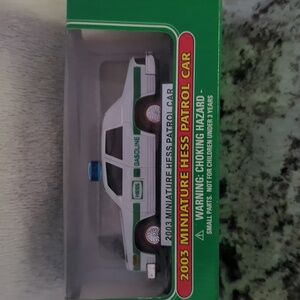 GASOLINE
HESS
2003 MINIATURE HESS PATROL CAR
2003 MINIATURE HESS PATROL CAR
⚠ WARNING: CHOKING HAZARD -
SMALL PARTS. NOT FOR CHILDREN UNDER 3 YEARS